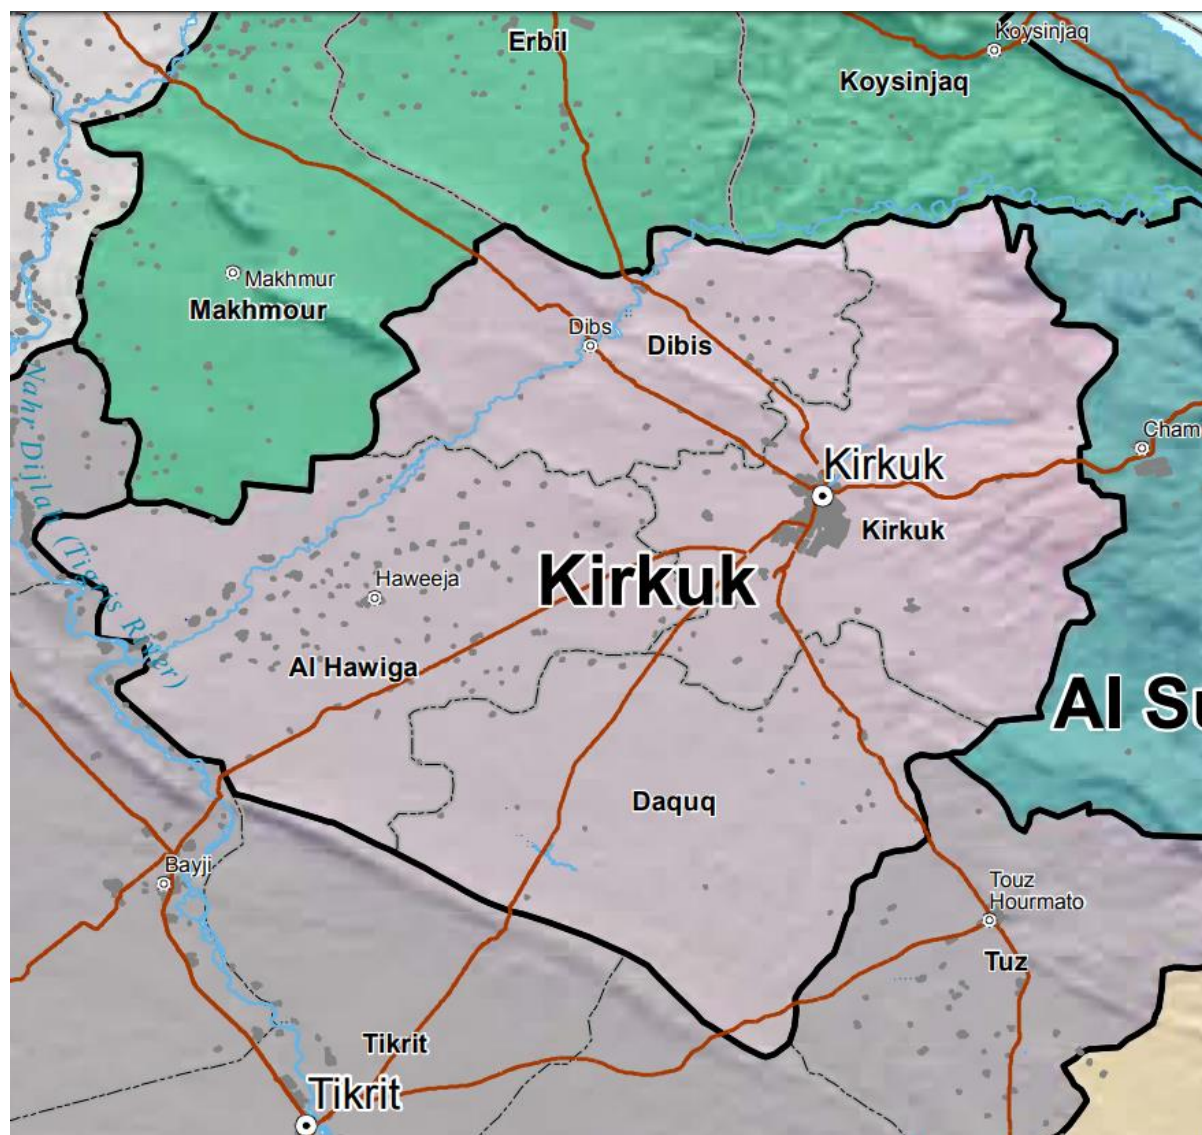 Koysinjaq
Erbil
Koysinjaq
Makhmur
Makhmour
Dibs
Dibis
Nahr Dijlah (Tigris River)
Cham
Kirkuk
Kirkuk
Kirkuk
Haweeja
Al Hawiga
Al Su
Daquq
Bayji
Touz
Hourmato
Tuz
Tikrit
Tikrit